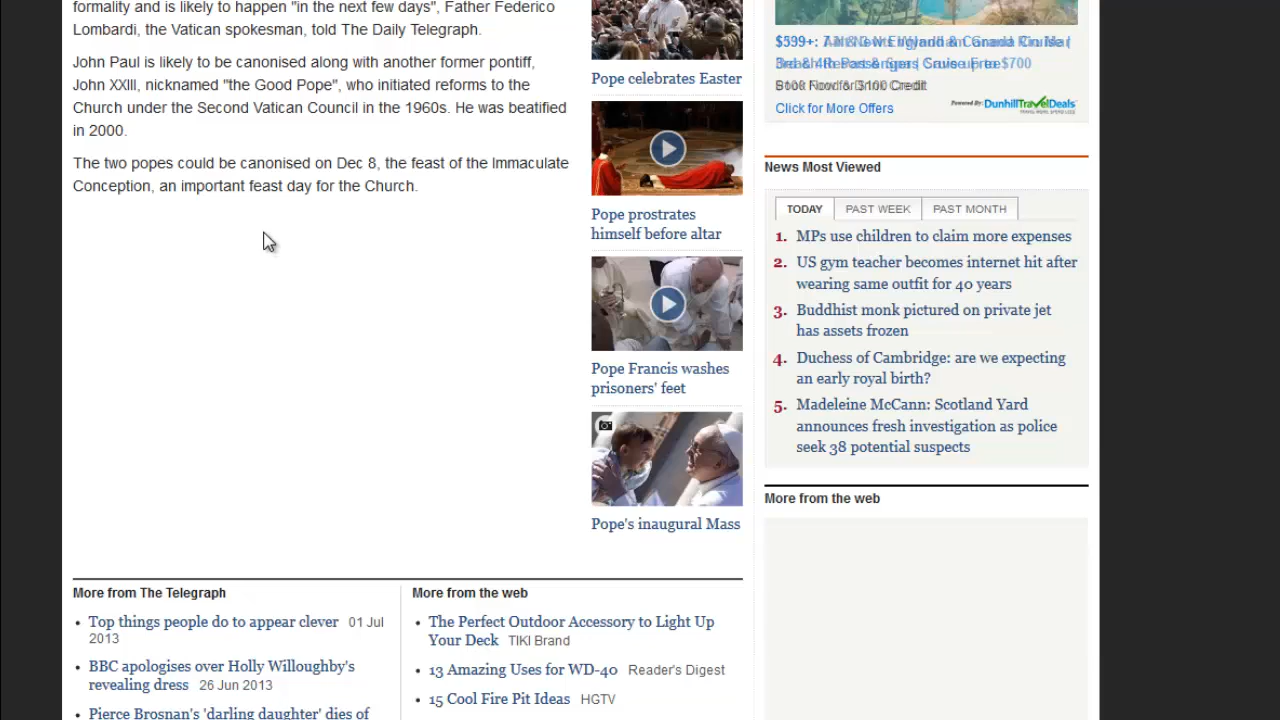 formality and is likely to happen "in the next few days", Father Federico
Lombardi, the Vatican spokesman, told The Daily Telegraph.
John Paul is likely to be canonised along with another former pontiff,
John XXIII, nicknamed "the Good Pope", who initiated reforms to the
Church under the Second Vatican Council in the 1960s. He was beatified
in 2000.
The two popes could be canonised on Dec 8, the feast of the Immaculate
Conception, an important feast day for the Church.
Pope celebrates Easter
Pope prostrates
himself before altar
Pope Francis washes
prisoners' feet
Pope's inaugural Mass
$599+:
Click for More Offers
Powered By: DunhillTravelDeals
News Most Viewed
TODAY PAST WEEK PAST MONTH
1. MPs use children to claim more expenses
2. US gym teacher becomes internet hit after
wearing same outfit for 40 years
3. Buddhist monk pictured on private jet
has assets frozen
4. Duchess of Cambridge: are we expecting
an early royal birth?
5. Madeleine McCann: Scotland Yard
announces fresh investigation as police
seek 38 potential suspects
More from the web
More from The Telegraph
• Top things people do to appear clever 01 Jul
2013
• BBC apologises over Holly Willoughby's
revealing dress 26 Jun 2013
Pierce Brosnan's 'darling daughter' dies of
More from the web
• The Perfect Outdoor Accessory to Light Up
Your Deck TIKI Brand
• 13 Amazing Uses for WD-40 Reader's Digest
• 15 Cool Fire Pit Ideas HGTV